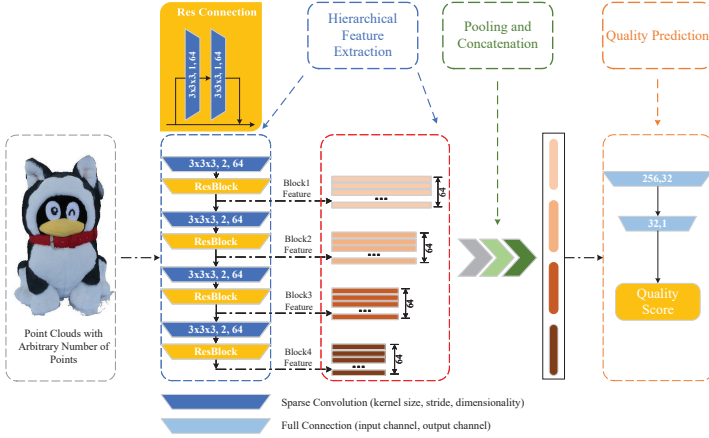 Res Connection
3x3x3, 1, 64
3x3x3, 1, 64
Hierarchical
Feature
Extraction
Pooling and
Concatenation
Quality Prediction
3x3x3, 2, 64
ResBlock
3x3x3, 2, 64
ResBlock
3x3x3, 2, 64
ResBlock
3x3x3, 2, 64
ResBlock
Block1
Feature
Block2
Feature
Block3
Feature
Block4
Feature
...
64
...
64
...
64
...
64
256,32
32,1
Quality
Score
Point Clouds with
Arbitrary Number of
Points
Sparse Convolution (kernel size, stride, dimensionality)
Full Connection (input channel, output channel)